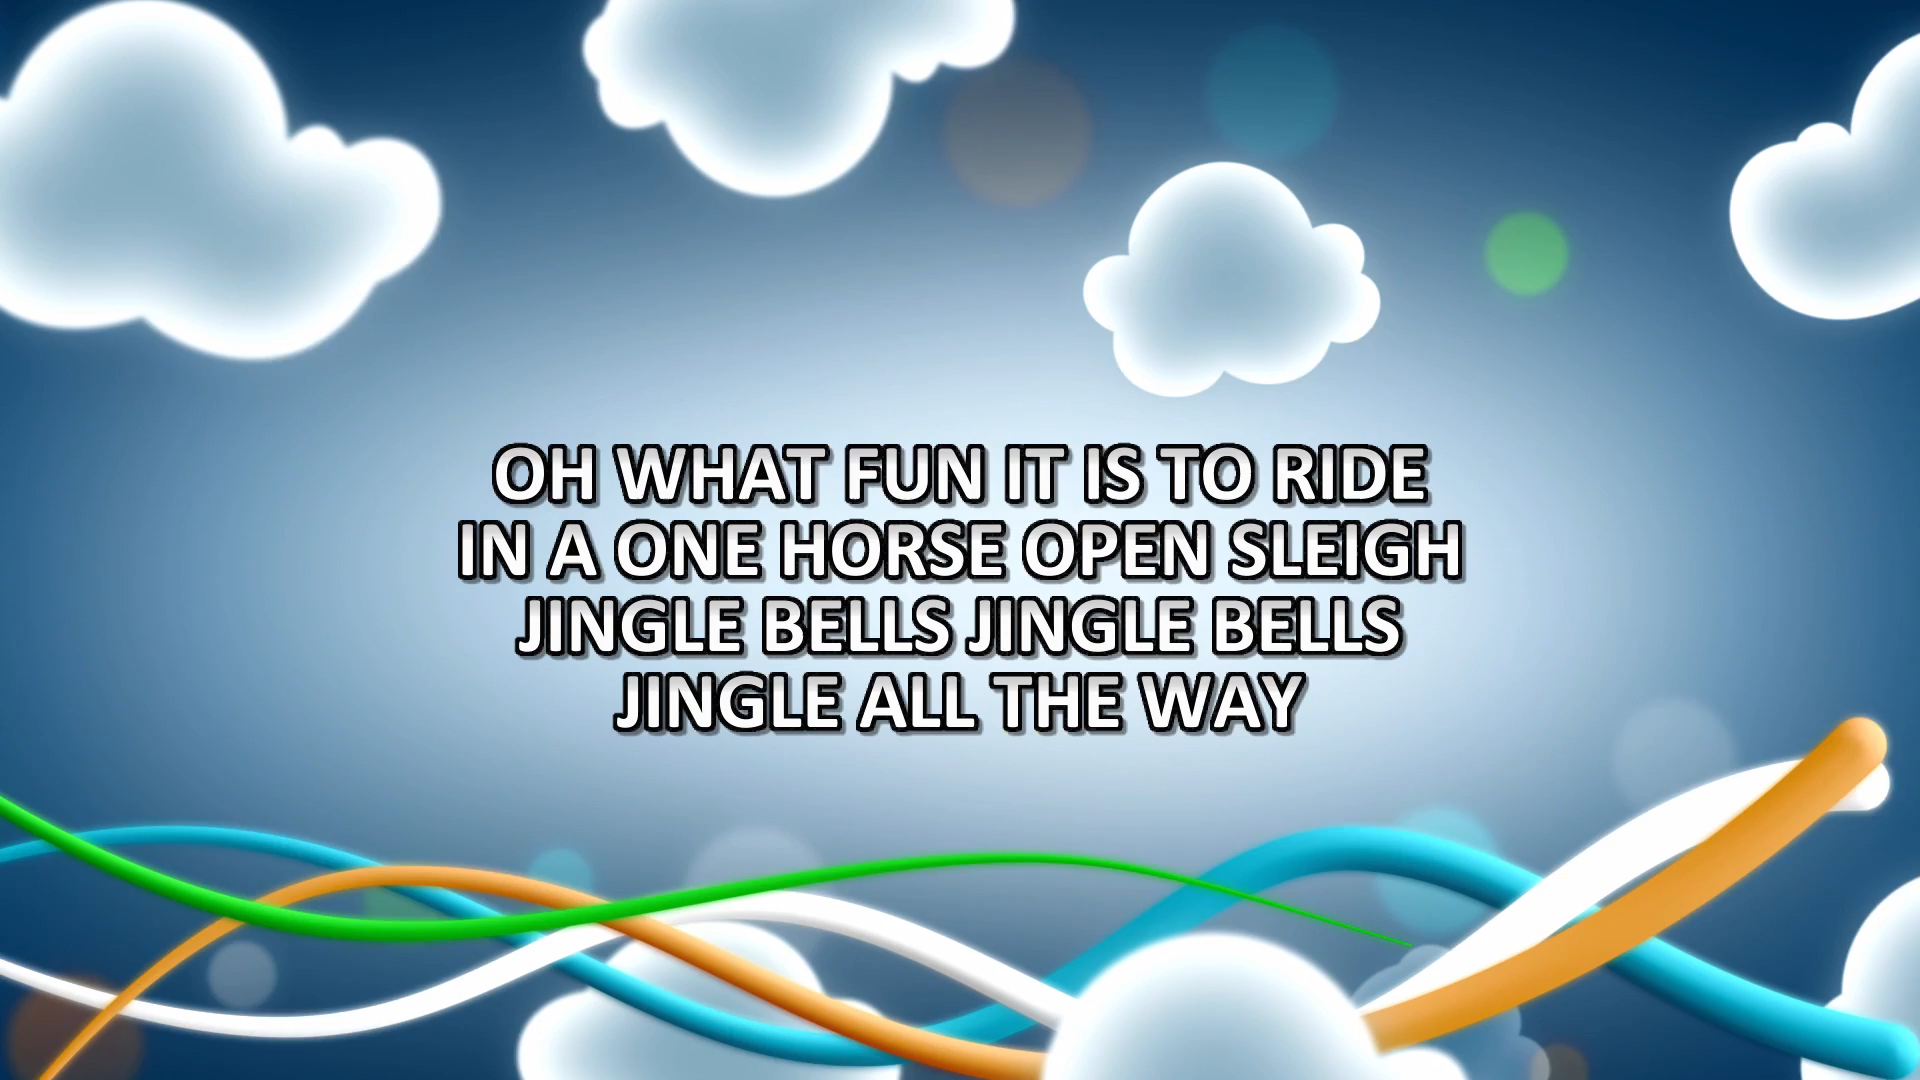 OH WHAT FUN IT IS TO RIDE
IN A ONE HORSE OPEN SLEIGH
JINGLE BELLS JINGLE BELLS
JINGLE ALL THE WAY